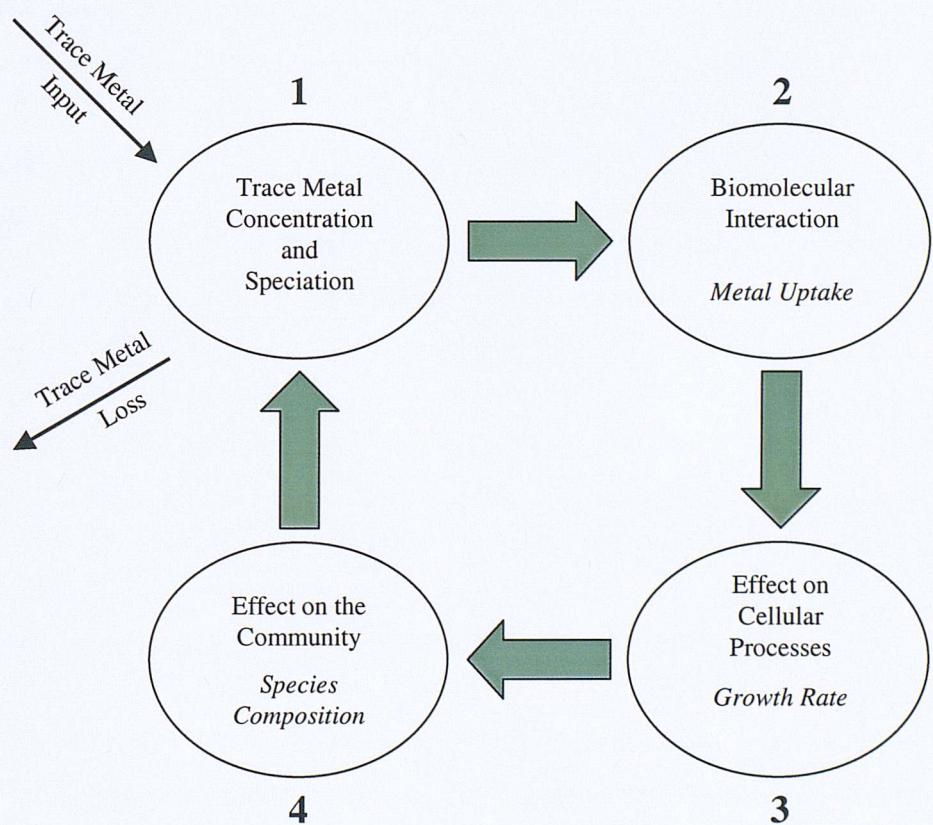 Trace Metal
Input
1
Trace Metal
Concentration
and
Speciation
2
Biomolecular
Interaction
Metal Uptake
Trace Metal
Loss
Effect on the
Community
Species
Composition
4
Effect on
Cellular
Processes
Growth Rate
3